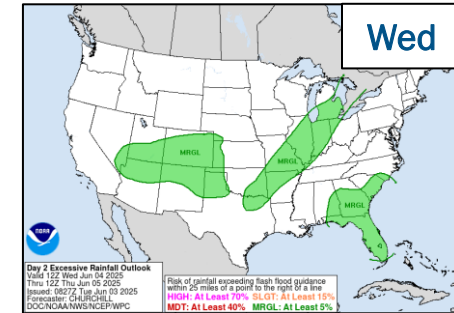 Wed
MRGL
MRGL
MRGL
noaa
Day 2 Excessive Rainfall Outlook
Valid 12Z Wed Jun 04 2025
Thru 12Z Thu Jun 05 2025
Issued: 0827Z Tue Jun 03 2025
Forecaster: CHURCHILL
DOC/NOAA/NWS/NCEP/WPC
Risk of rainfall exceeding flash flood guidance
within 25 miles of a point to the right of a line
HIGH: At Least 70% SLGT: At Least 15%
MDT: At Least 40% MRGL: At Least 5%